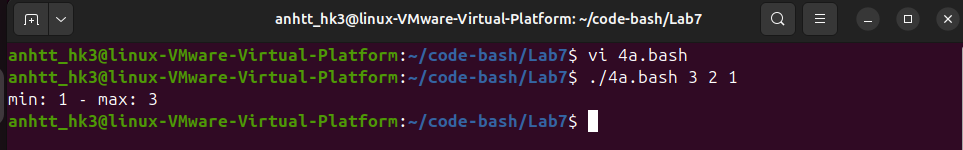 anhtt_hk3@linux-VMware-Virtual-Platform: ~/code-bash/Lab7
anhtt_hk3@linux-VMware-Virtual-Platform:~/code-bash/Lab7$ vi 4a.bash
anhtt_hk3@linux-VMware-Virtual-Platform:~/code-bash/Lab7$ ./4a.bash 3 2 1
min: 1 - max: 3
anhtt_hk3@linux-VMware-Virtual-Platform:~/code-bash/Lab7$